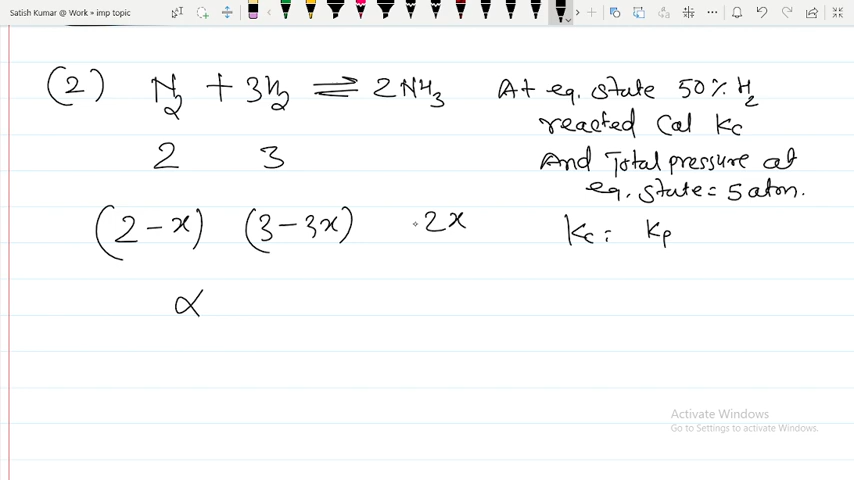 Satish Kumar @ Work » imp topic
(2) N2 + 3H2 ⇌ 2NH3
2 3
(2 - x) (3 - 3x) 2x
α
At eq. state 50% H2
reacted Cal Kc
And Total pressure at
eq. state = 5 atom.
Kc = Kp
Activate Windows
Go to Settings to activate Windows.